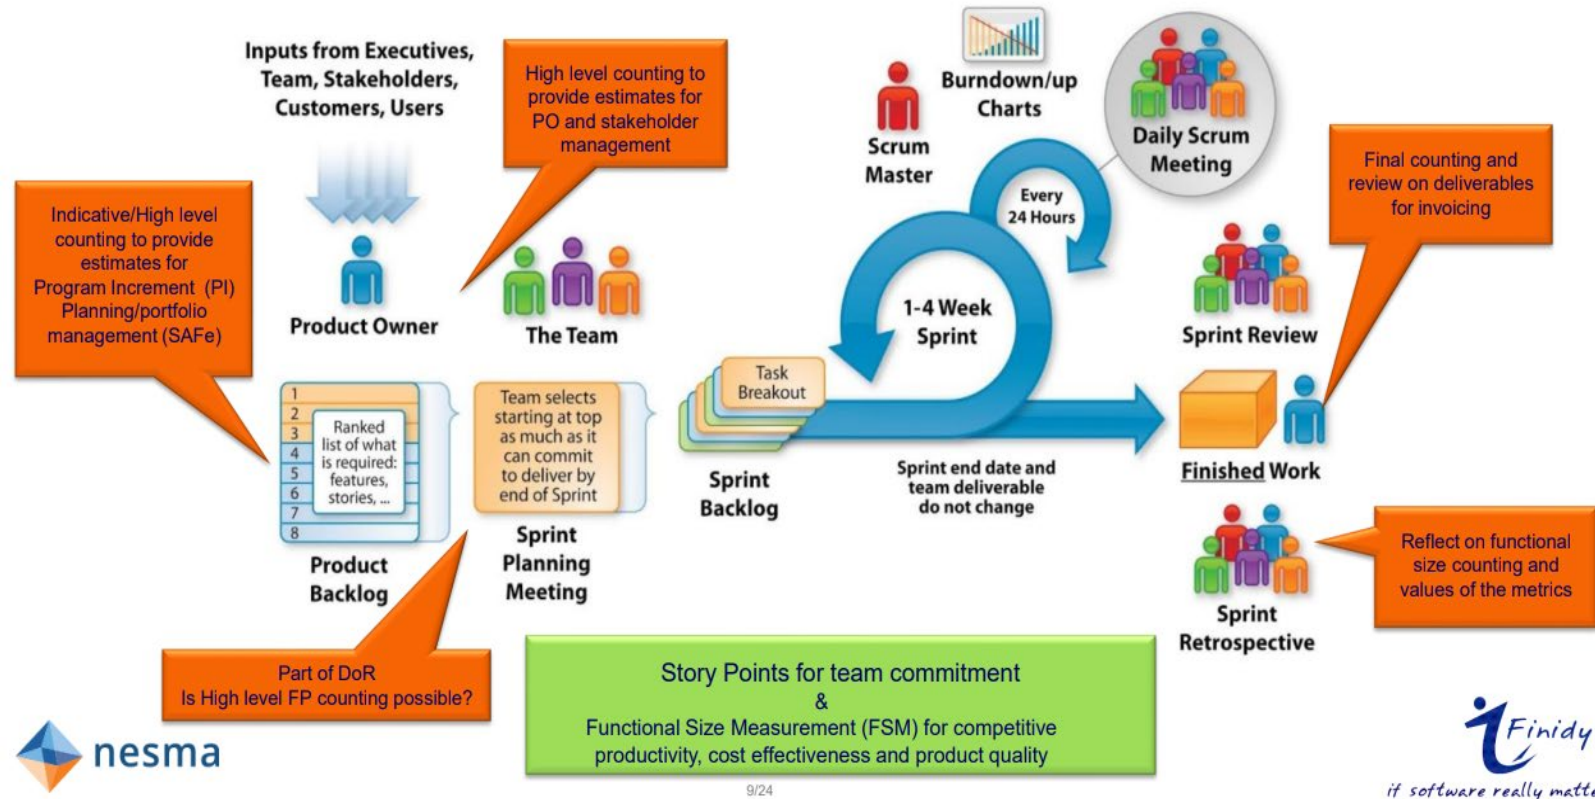 Inputs from Executives,
Team, Stakeholders,
Customers, Users
High level counting to
provide estimates for
PO and stakeholder
management
Indicative/High level
counting to provide
estimates for
Program Increment (PI)
Planning/portfolio
management (SAFe)
Product Owner
The Team
1
2
3
4
5
6
7
8
Ranked
list of what
is required:
features,
stories, ...
Product
Backlog
Team selects
starting at top
as much as it
can commit
to deliver by
end of Sprint
Sprint
Planning
Meeting
Part of DoR
Is High level FP counting possible?
Task
Breakout
Sprint
Backlog
Scrum
Master
Burndown/up
Charts
Daily Scrum
Meeting
Every
24 Hours
1-4 Week
Sprint
Sprint end date and
team deliverable
do not change
Final counting and
review on deliverables
for invoicing
Sprint Review
Finished Work
Reflect on functional
size counting and
values of the metrics
Sprint
Retrospective
Story Points for team commitment
&
Functional Size Measurement (FSM) for competitive
productivity, cost effectiveness and product quality
nesma
9/24
Finidy
if software really matte